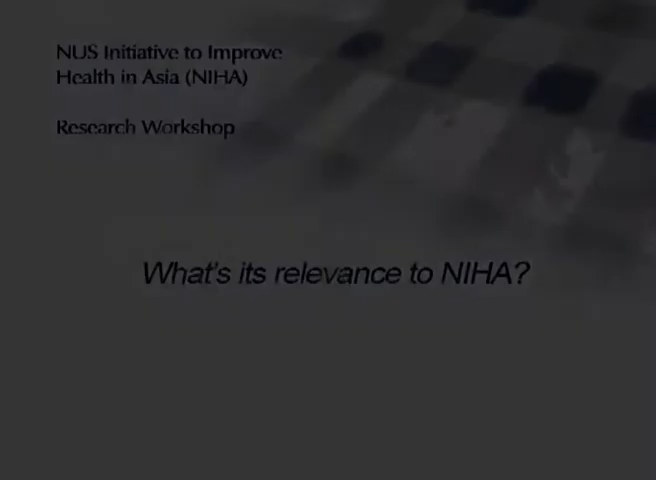 NUS Initiative to Improve
Health in Asia (NIHA)
Research Workshop
What's its relevance to NIHA?